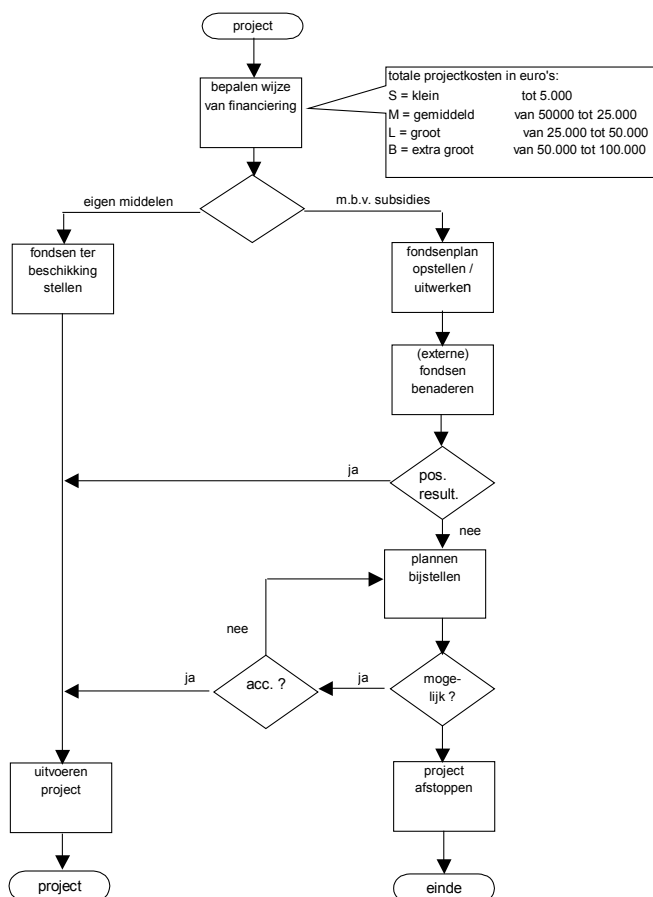 project
bepalen wijze
van financiering
totale projectkosten in euro's:
S = klein tot 5.000
M = gemiddeld van 50000 tot 25.000
L = groot van 25.000 tot 50.000
B = extra groot van 50.000 tot 100.000
eigen middelen
m.b.v. subsidies
fondsen ter
beschikking
stellen
fondsenplan
opstellen /
uitwerken
(externe)
fondsen
benaderen
ja
pos.
result.
nee
plannen
bijstellen
nee
ja
acc. ?
ja
moge-
lijk ?
uitvoeren
project
project
afstoppen
project
einde